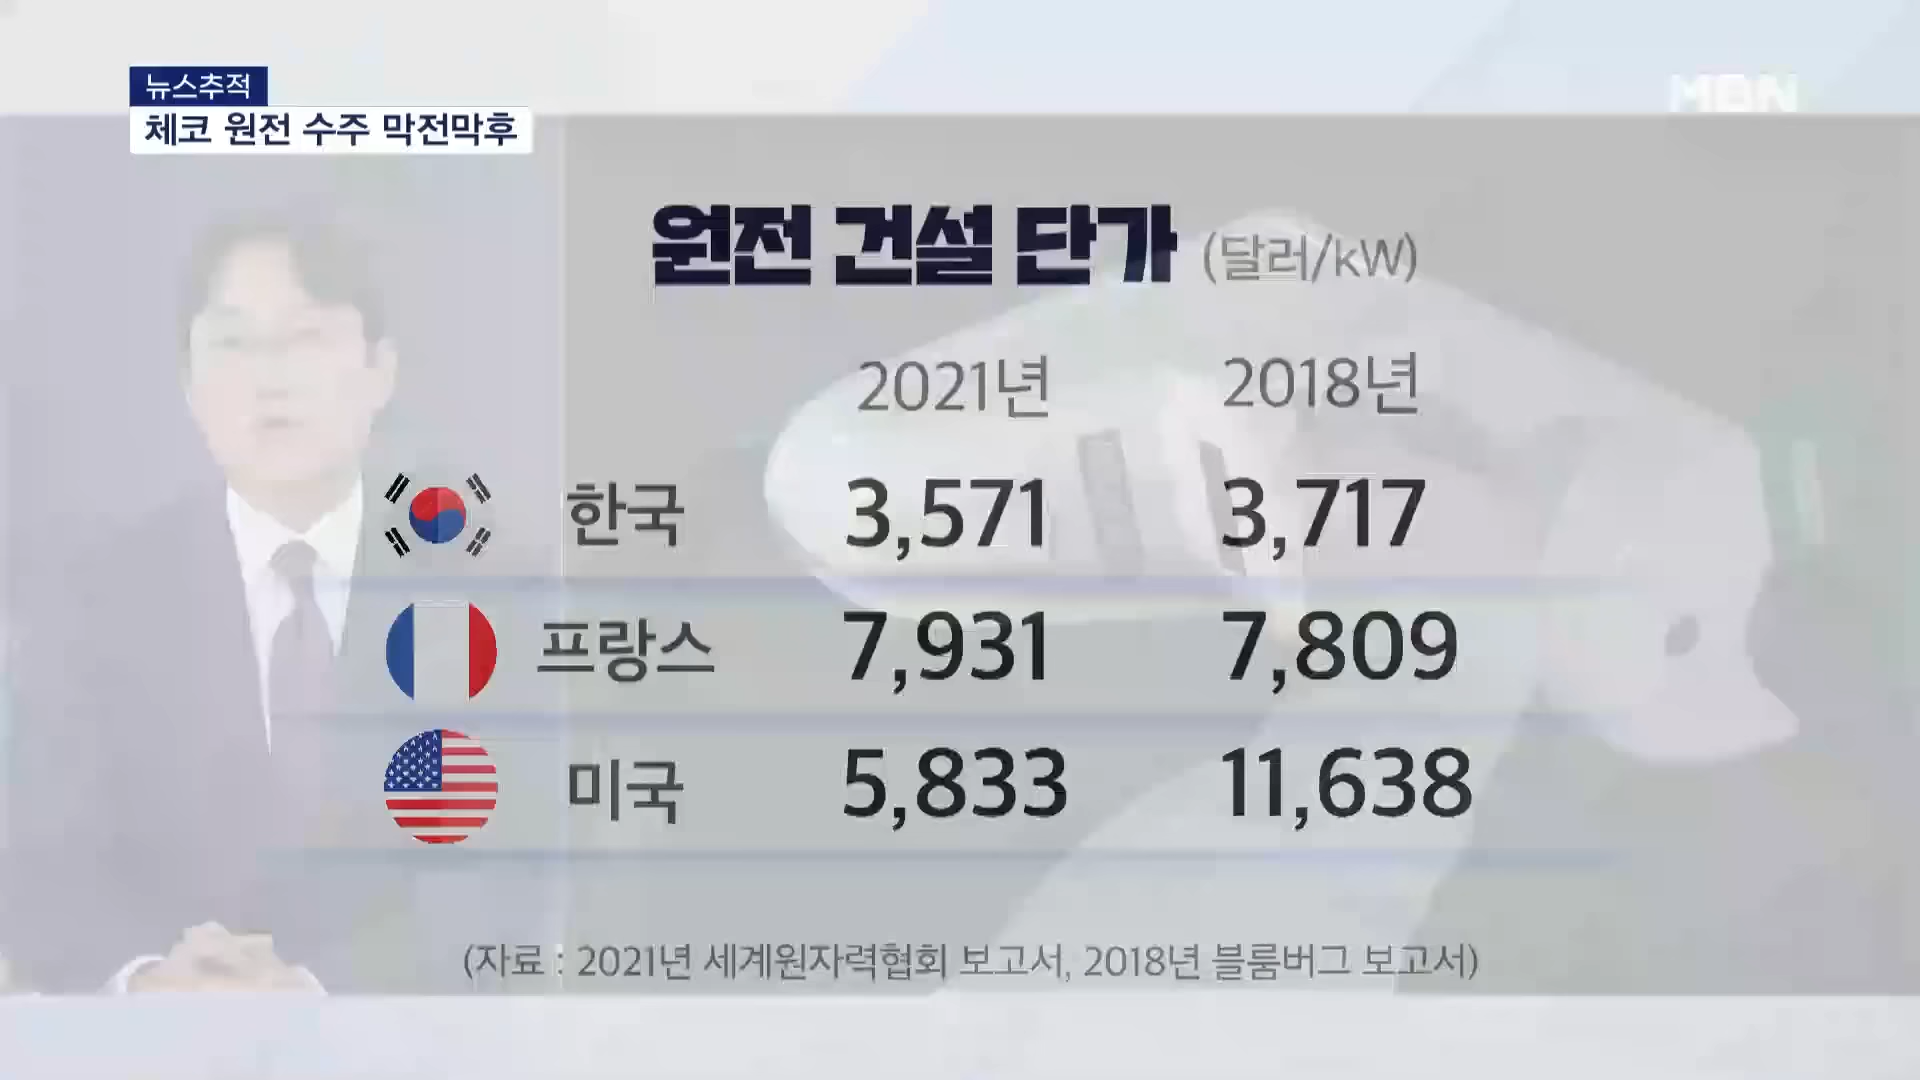 뉴스추적
체코 원전 수주 막전막후
MBN
원전 건설 단가 (달러/kW)
2021년 2018년
한국 3,571 3,717
프랑스 7,931 7,809
미국 5,833 11,638
(자료 : 2021년 세계원자력협회 보고서, 2018년 블룸버그 보고서)